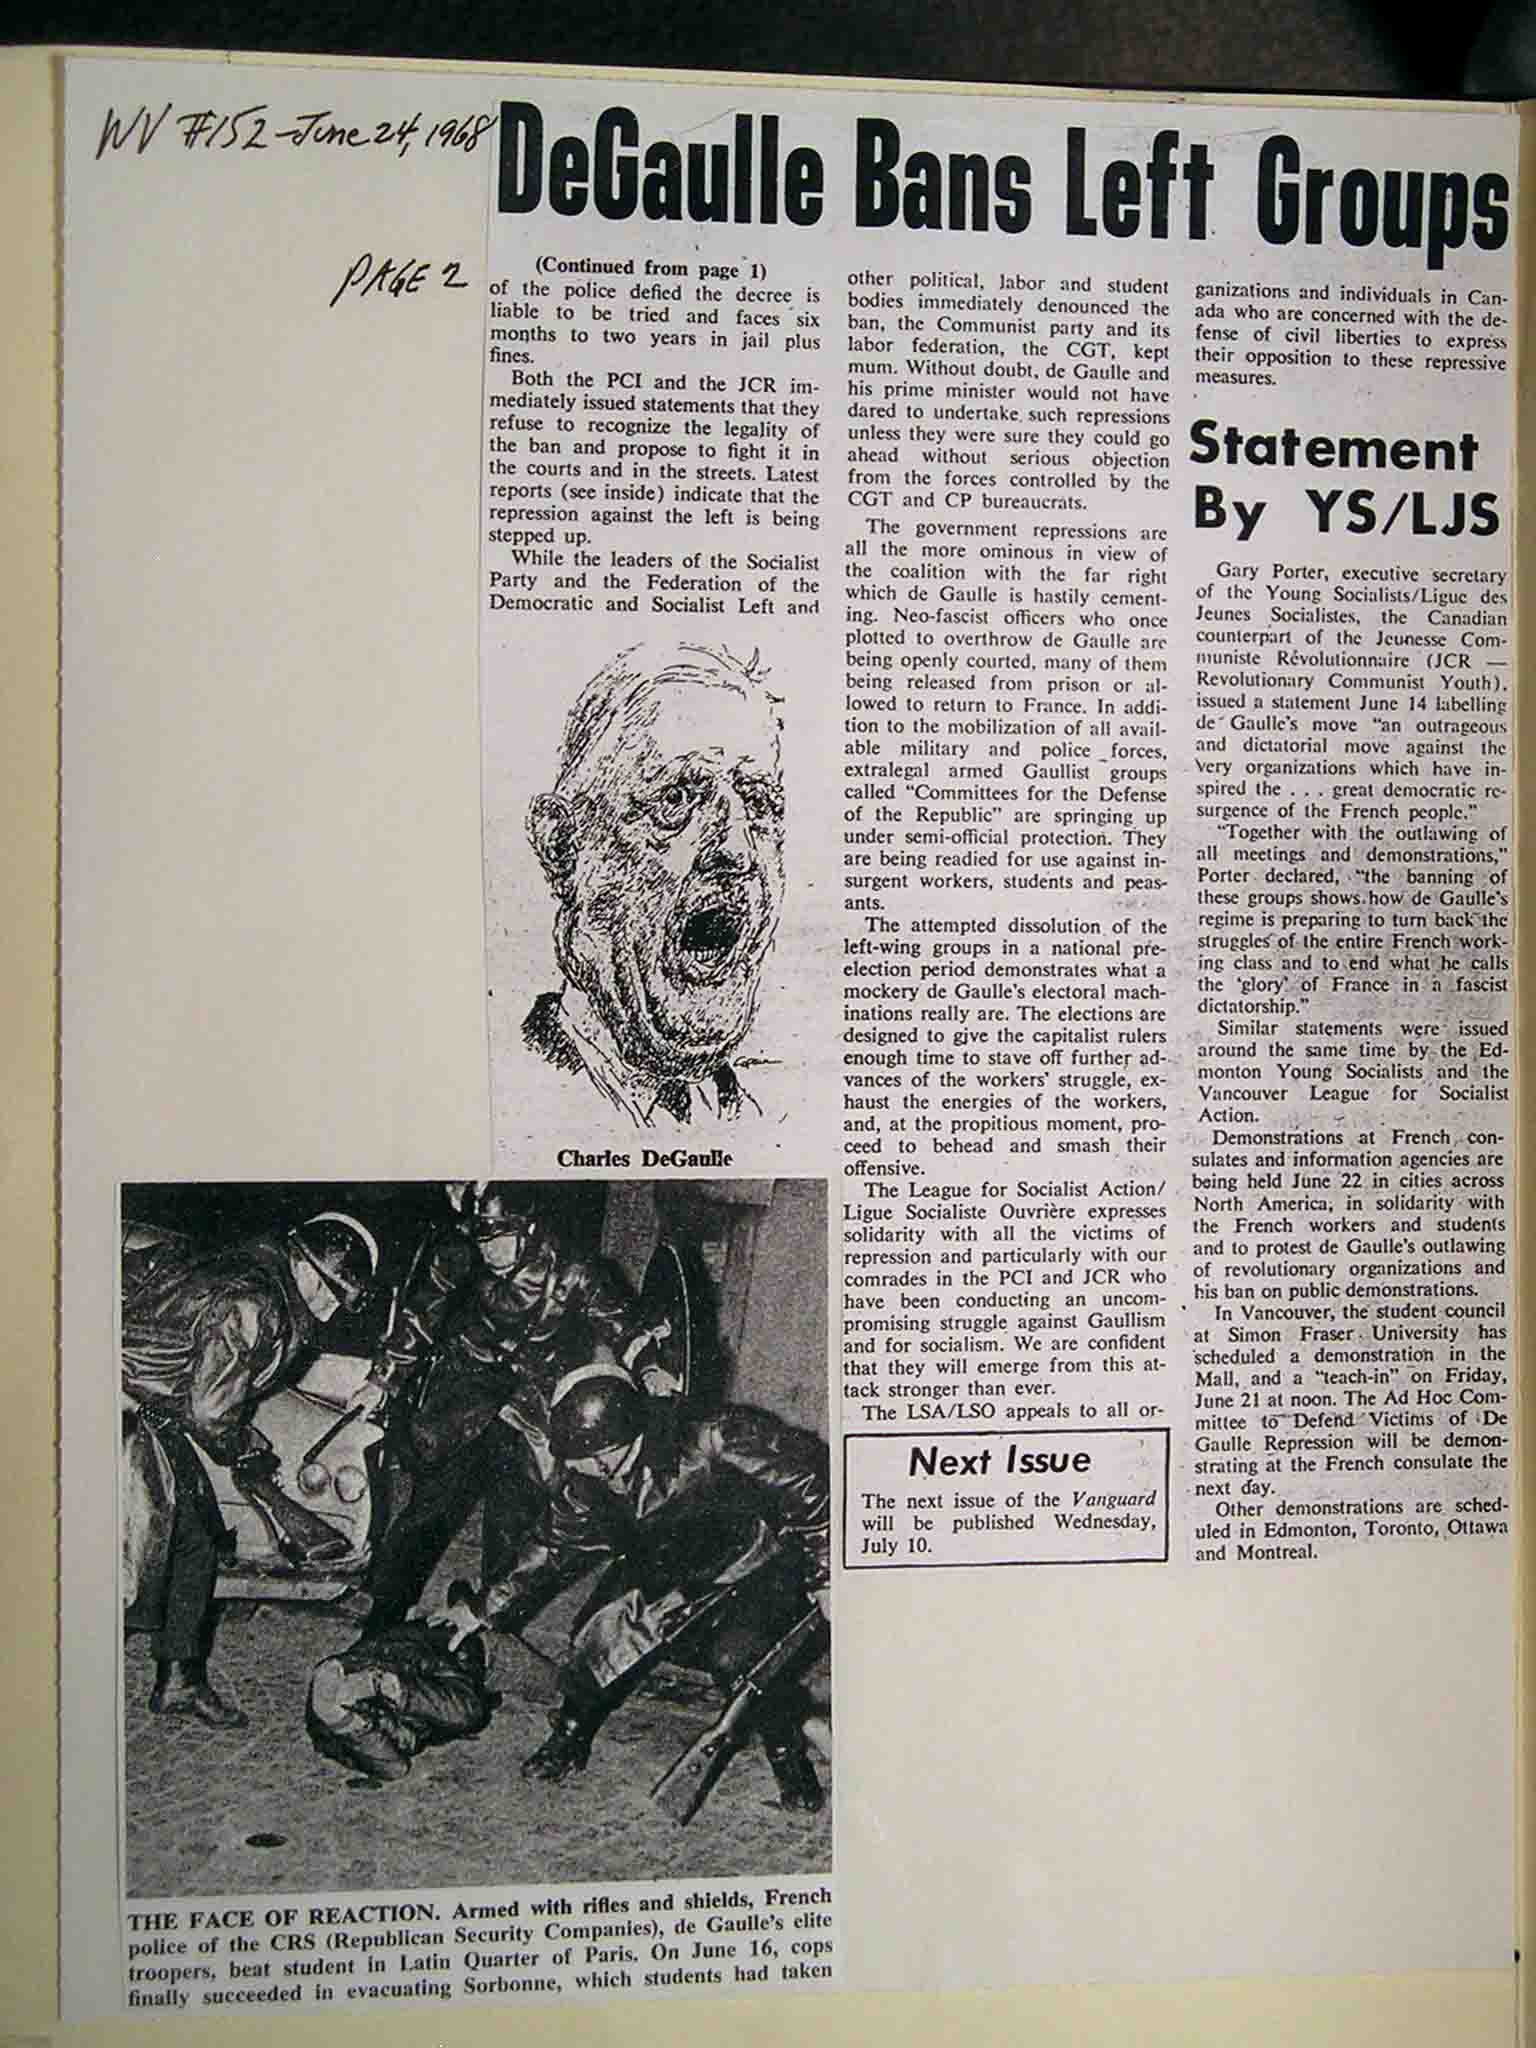 WV #152 - June 24, 1968
PAGE 2
DeGaulle Bans Left Groups
(Continued from page 1)
of the police defied the decree is
liable to be tried and faces six
months to two years in jail plus
fines.
Both the PCI and the JCR im-
mediately issued statements that they
refuse to recognize the legality of
the ban and propose to fight it in
the courts and in the streets. Latest
reports (see inside) indicate that the
repression against the left is being
stepped up.
While the leaders of the Socialist
Party and the Federation of the
Democratic and Socialist Left and
Charles DeGaulle
THE FACE OF REACTION. Armed with rifles and shields, French
police of the CRS (Republican Security Companies), de Gaulle's elite
troopers, beat student in Latin Quarter of Paris. On June 16, cops
finally succeeded in evacuating Sorbonne, which students had taken
other political, labor and student
bodies immediately denounced the
ban, the Communist party and its
labor federation, the CGT, kept
mum. Without doubt, de Gaulle and
his prime minister would not have
dared to undertake such repressions
unless they were sure they could go
ahead without serious objection
from the forces controlled by the
CGT and CP bureaucrats.
The government repressions are
all the more ominous in view of
the coalition with the far right
which de Gaulle is hastily cement-
ing. Neo-fascist officers who once
plotted to overthrow de Gaulle are
being openly courted, many of them
being released from prison or al-
lowed to return to France. In addi-
tion to the mobilization of all avail-
able military and police forces,
extralegal armed Gaullist groups
called "Committees for the Defense
of the Republic" are springing up
under semi-official protection. They
are being readied for use against in-
surgent workers, students and peas-
ants.
The attempted dissolution of the
left-wing groups in a national pre-
election period demonstrates what a
mockery de Gaulle's electoral mach-
inations really are. The elections are
designed to give the capitalist rulers
enough time to stave off further ad-
vances of the workers' struggle, ex-
haust the energies of the workers,
and, at the propitious moment, pro-
ceed to behead and smash their
offensive.
The League for Socialist Action/
Ligue Socialiste Ouvrière expresses
solidarity with all the victims of
repression and particularly with our
comrades in the PCI and JCR who
have been conducting an uncom-
promising struggle against Gaullism
and for socialism. We are confident
that they will emerge from this at-
tack stronger than ever.
The LSA/LSO appeals to all or-
Next Issue
The next issue of the Vanguard
will be published Wednesday,
July 10.
ganizations and individuals in Can-
ada who are concerned with the de-
fense of civil liberties to express
their opposition to these repressive
measures.
Statement
By YS/LJS
Gary Porter, executive secretary
of the Young Socialists/Ligue des
Jeunes Socialistes, the Canadian
counterpart of the Jeunesse Com-
muniste Révolutionnaire (JCR —
Revolutionary Communist Youth),
issued a statement June 14 labelling
de Gaulle's move "an outrageous
and dictatorial move against the
very organizations which have in-
spired the . . . great democratic re-
surgence of the French people."
"Together with the outlawing of
all meetings and demonstrations,"
Porter declared, "the banning of
these groups shows how de Gaulle's
regime is preparing to turn back the
struggles of the entire French work-
ing class and to end what he calls
the 'glory' of France in a fascist
dictatorship."
Similar statements were issued
around the same time by the Ed-
monton Young Socialists and the
Vancouver League for Socialist
Action.
Demonstrations at French con-
sulates and information agencies are
being held June 22 in cities across
North America, in solidarity with
the French workers and students
and to protest de Gaulle's outlawing
of revolutionary organizations and
his ban on public demonstrations.
In Vancouver, the student council
at Simon Fraser University has
scheduled a demonstration in the
Mall, and a "teach-in" on Friday,
June 21 at noon. The Ad Hoc Com-
mittee to Defend Victims of De
Gaulle Repression will be demon-
strating at the French consulate the
next day.
Other demonstrations are sched-
uled in Edmonton, Toronto, Ottawa
and Montreal.